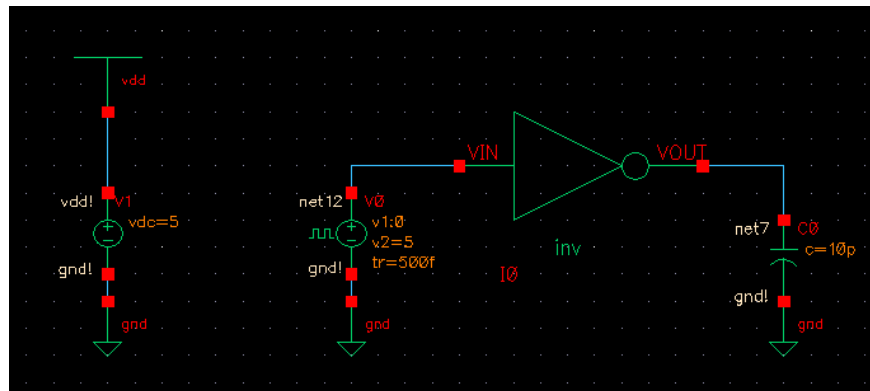 vdd
vdd!
V1
vdc=5
gnd!
gnd
net12
V0
v1:0
v2=5
tr=500f
gnd!
gnd
VIN
VOUT
inv
I0
net7
C0
c=10p
gnd!
gnd